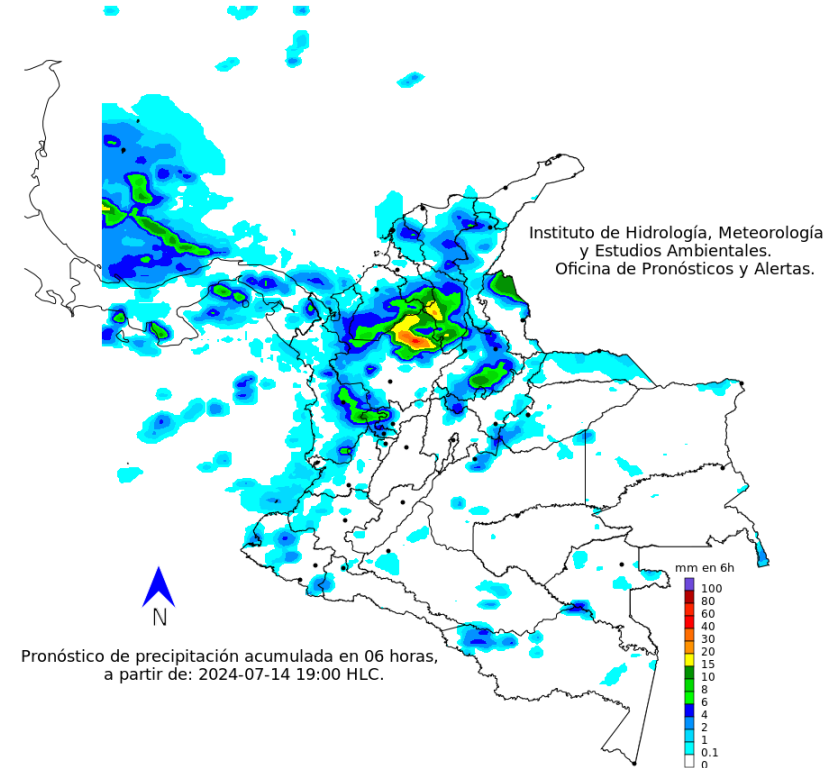 Instituto de Hidrología, Meteorología
y Estudios Ambientales.
Oficina de Pronósticos y Alertas.
mm en 6h
100
80
60
40
30
20
15
10
8
6
4
2
1
0.1
0
N
Pronóstico de precipitación acumulada en 06 horas,
a partir de: 2024-07-14 19:00 HLC.